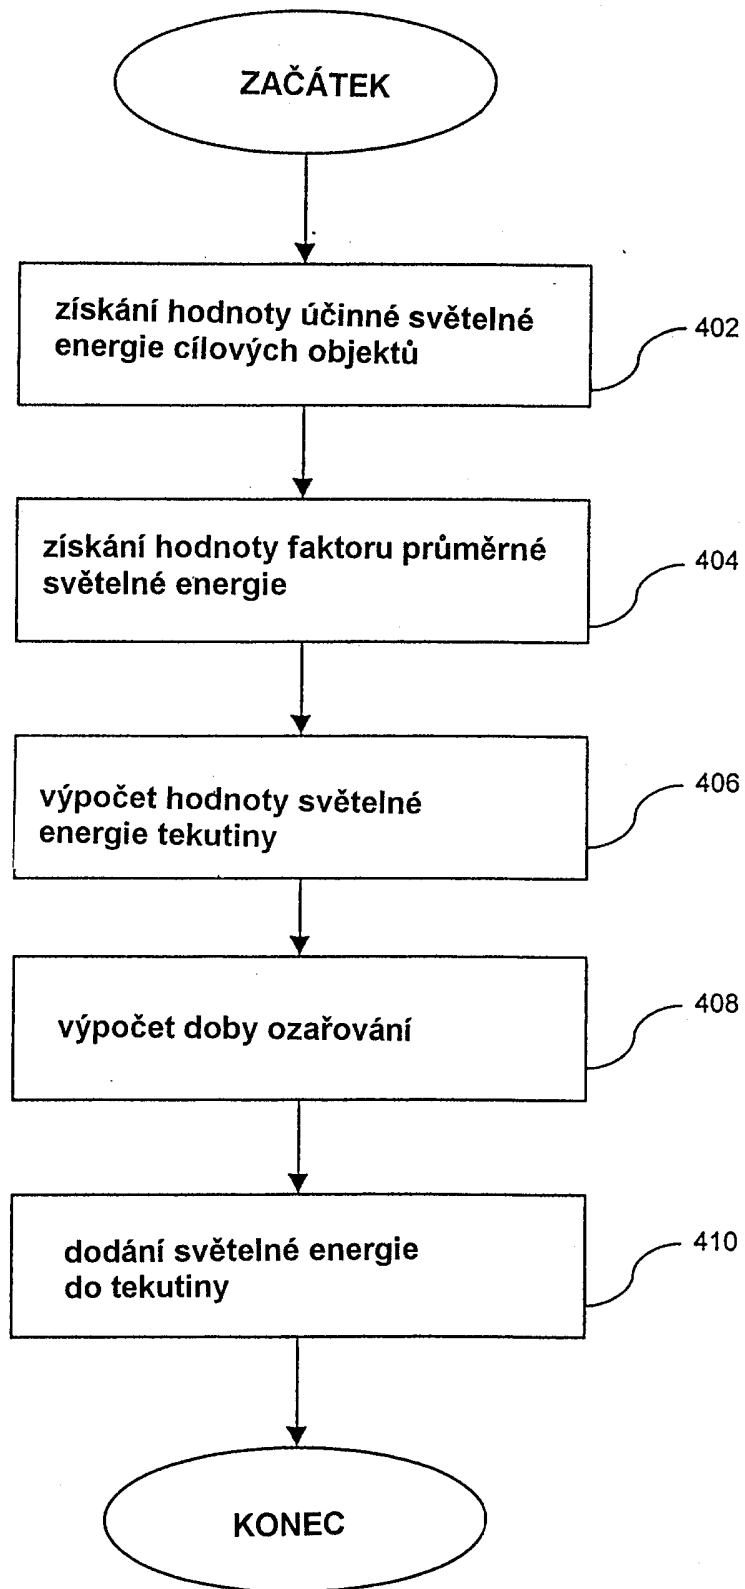 ZAČÁTEK
získání hodnoty účinné světelné
energie cílových objektů
402
získání hodnoty faktoru průměrné
světelné energie
404
výpočet hodnoty světelné
energie tekutiny
406
výpočet doby ozařování
408
dodání světelné energie
do tekutiny
410
KONEC